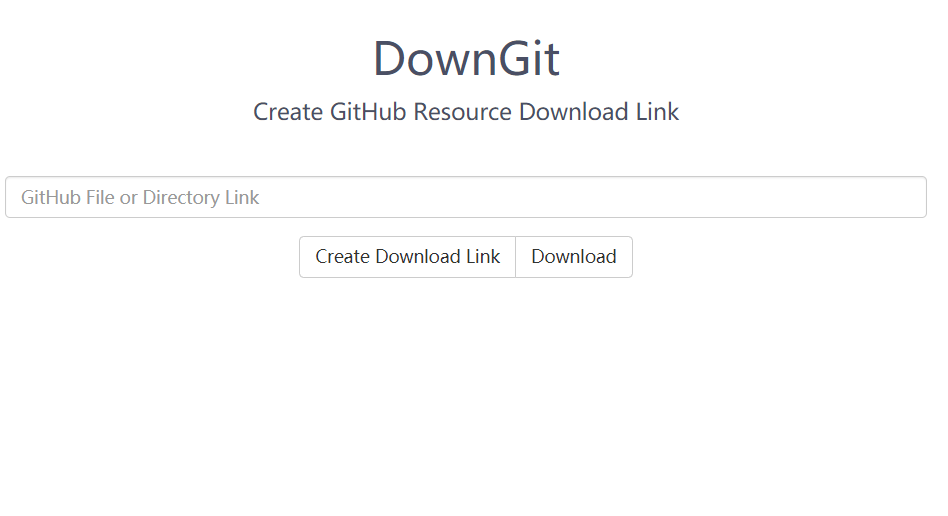 DownGit
Create GitHub Resource Download Link
GitHub File or Directory Link
Create Download Link
Download